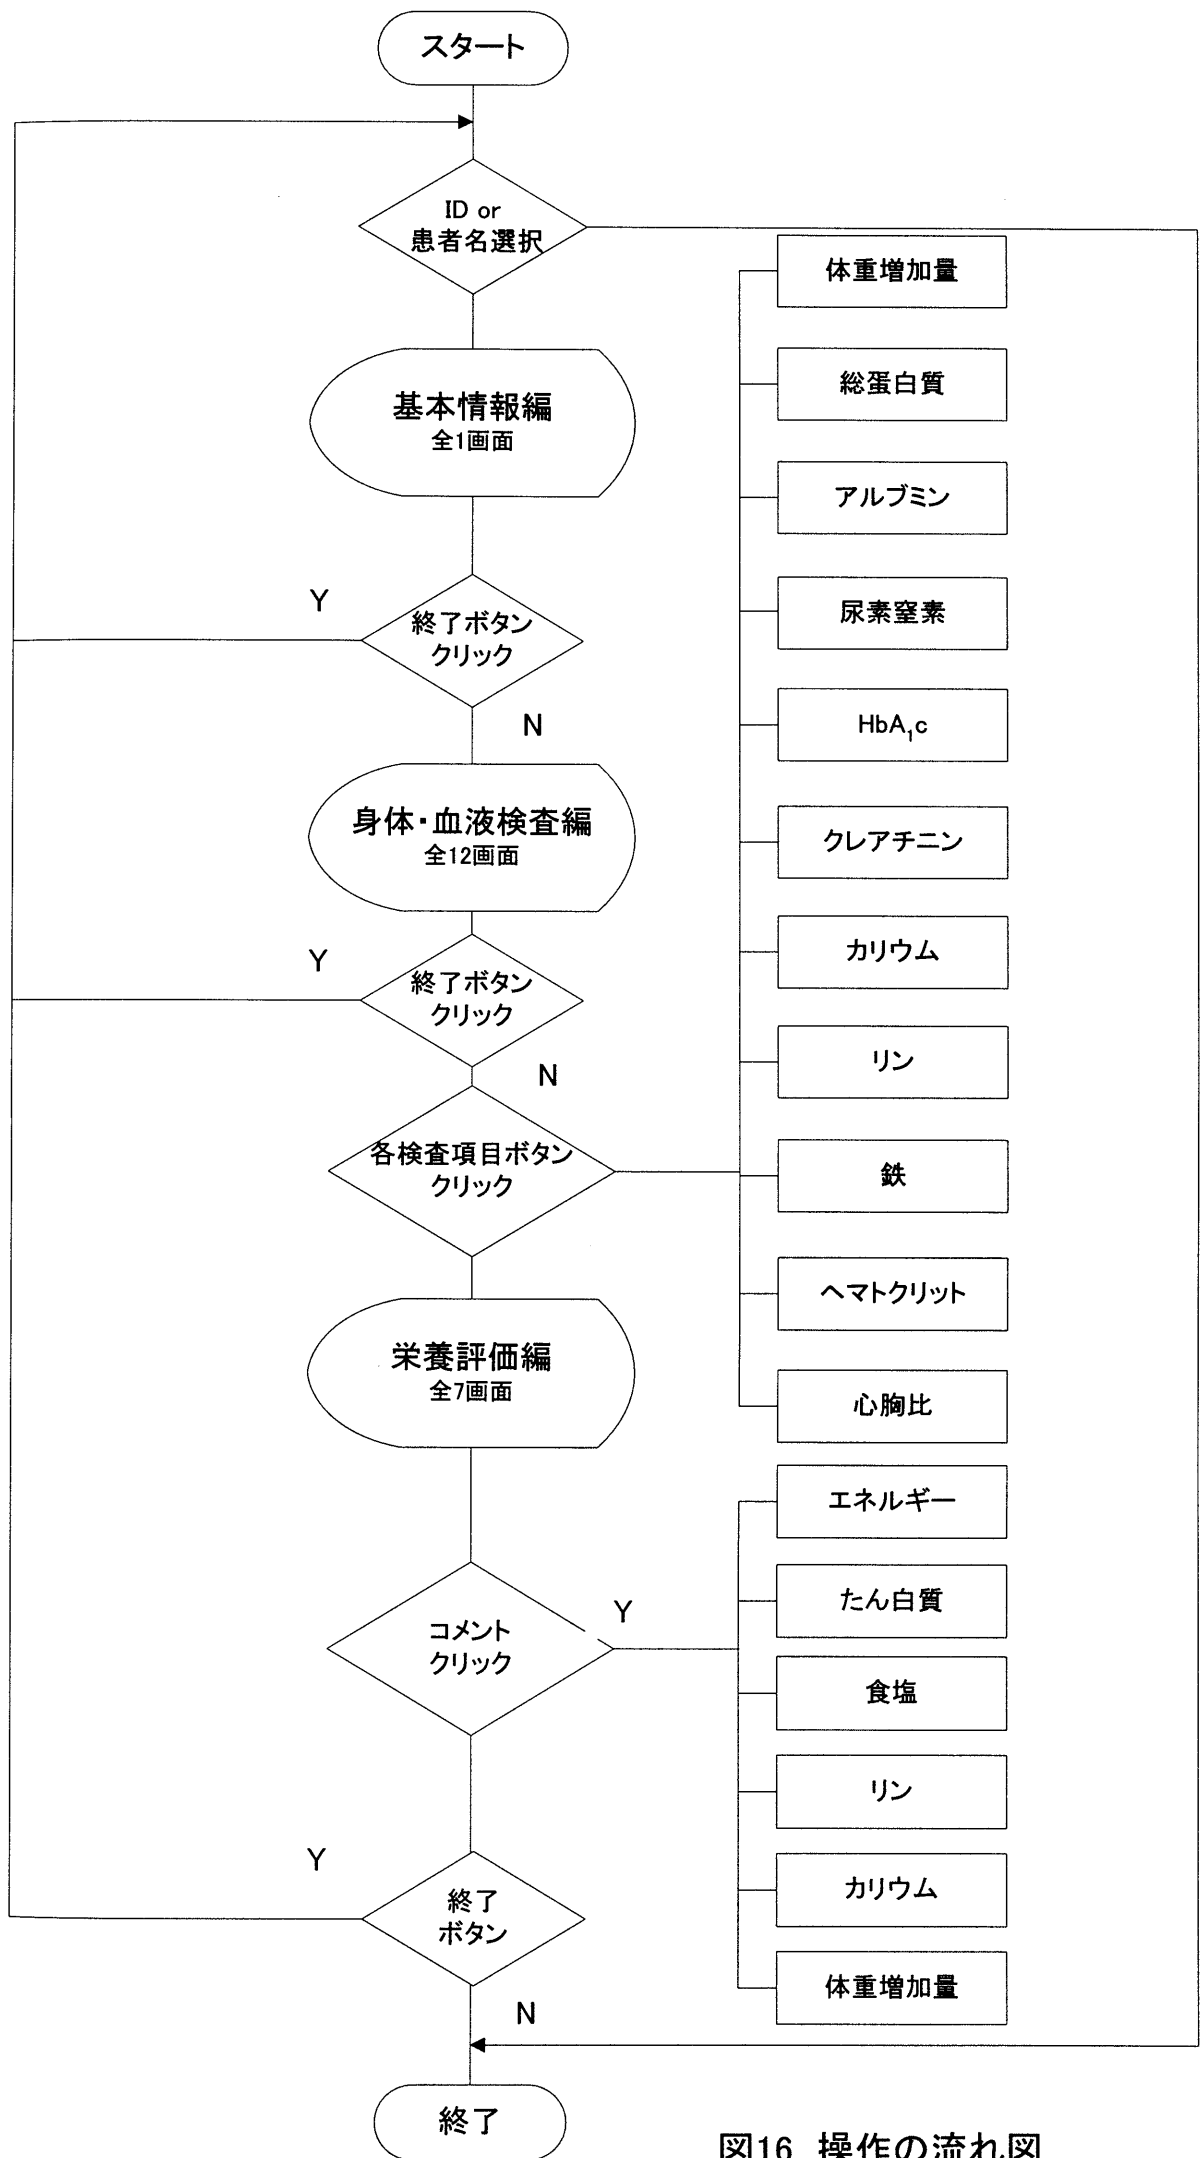 スタート
ID or
患者名選択
基本情報編
全1画面
Y
終了ボタン
クリック
N
身体・血液検査編
全12画面
Y
終了ボタン
クリック
N
各検査項目ボタン
クリック
体重増加量
総蛋白質
アルブミン
尿素窒素
HbA1c
クレアチニン
カリウム
リン
鉄
ヘマトクリット
心胸比
栄養評価編
全7画面
コメント
クリック
Y
エネルギー
たん白質
食塩
リン
カリウム
体重増加量
Y
終了
ボタン
N
終了
図16 操作の流れ図